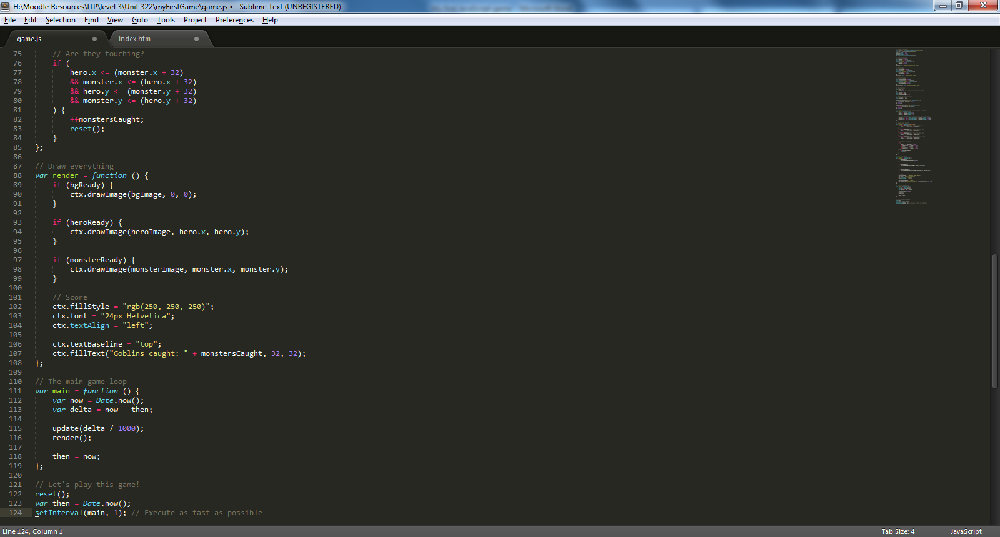 H:\Moodle Resources\ITP\level 3\Unit 322\myFirstGame\game.js • - Sublime Text (UNREGISTERED)
File Edit Selection Find View Goto Tools Project Preferences Help
game.js index.htm
75 // Are they touching?
76 if (
77 hero.x <= (monster.x + 32)
78 && monster.x <= (hero.x + 32)
79 && hero.y <= (monster.y + 32)
80 && monster.y <= (hero.y + 32)
81 ) {
82 ++monstersCaught;
83 reset();
84 }
85 };
86
87 // Draw everything
88 var render = function () {
89 if (bgReady) {
90 ctx.drawImage(bgImage, 0, 0);
91 }
92
93 if (heroReady) {
94 ctx.drawImage(heroImage, hero.x, hero.y);
95 }
96
97 if (monsterReady) {
98 ctx.drawImage(monsterImage, monster.x, monster.y);
99 }
100
101 // Score
102 ctx.fillStyle = "rgb(250, 250, 250)";
103 ctx.font = "24px Helvetica";
104 ctx.textAlign = "left";
105
106 ctx.textBaseline = "top";
107 ctx.fillText("Goblins caught: " + monstersCaught, 32, 32);
108 };
109
110 // The main game loop
111 var main = function () {
112 var now = Date.now();
113 var delta = now - then;
114
115 update(delta / 1000);
116 render();
117
118 then = now;
119 };
120
121 // Let's play this game!
122 reset();
123 var then = Date.now();
124 setInterval(main, 1); // Execute as fast as possible
Line 124, Column 1 Tab Size: 4 JavaScript